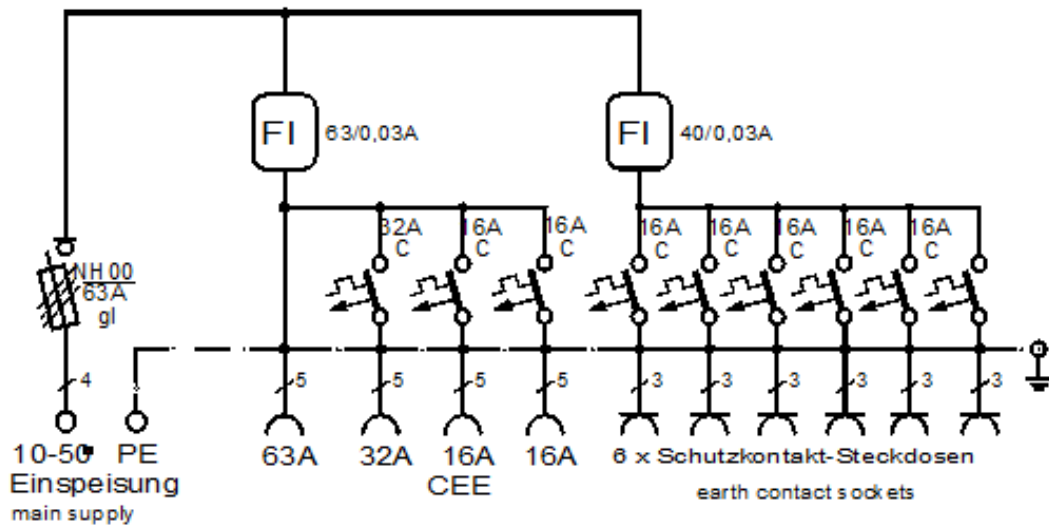 FI 63/0,03A FI 40/0,03A
32A 16A 16A 16A 16A 16A 16A 16A
C C C C C C C C
NH 00
63A
gl
4 5 5 5 5 3 3 3 3 3 3
10-50 PE 63A 32A 16A 16A 6 x Schutzkontakt-Steckdosen
Einspeisung CEE earth contact sockets
main supply